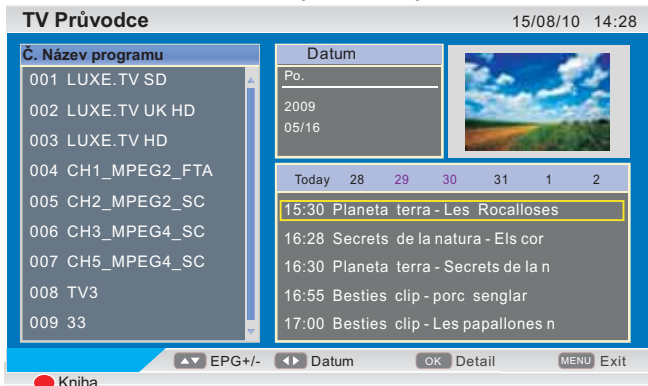 TV Průvodce 15/08/10 14:28
Č. Název programu
001 LUXE.TV SD
002 LUXE.TV UK HD
003 LUXE.TV HD
004 CH1_MPEG2_FTA
005 CH2_MPEG2_SC
006 CH3_MPEG4_SC
007 CH5_MPEG4_SC
008 TV3
009 33
Datum
Po.
2009
05/16
Today 28 29 30 31 1 2
15:30 Planeta terra - Les Rocalloses
16:28 Secrets de la natura - Els cor
16:30 Planeta terra - Secrets de la n
16:55 Besties clip - porc senglar
17:00 Besties clip - Les papallones n
EPG+/- Datum OK Detail MENU Exit
Kniha